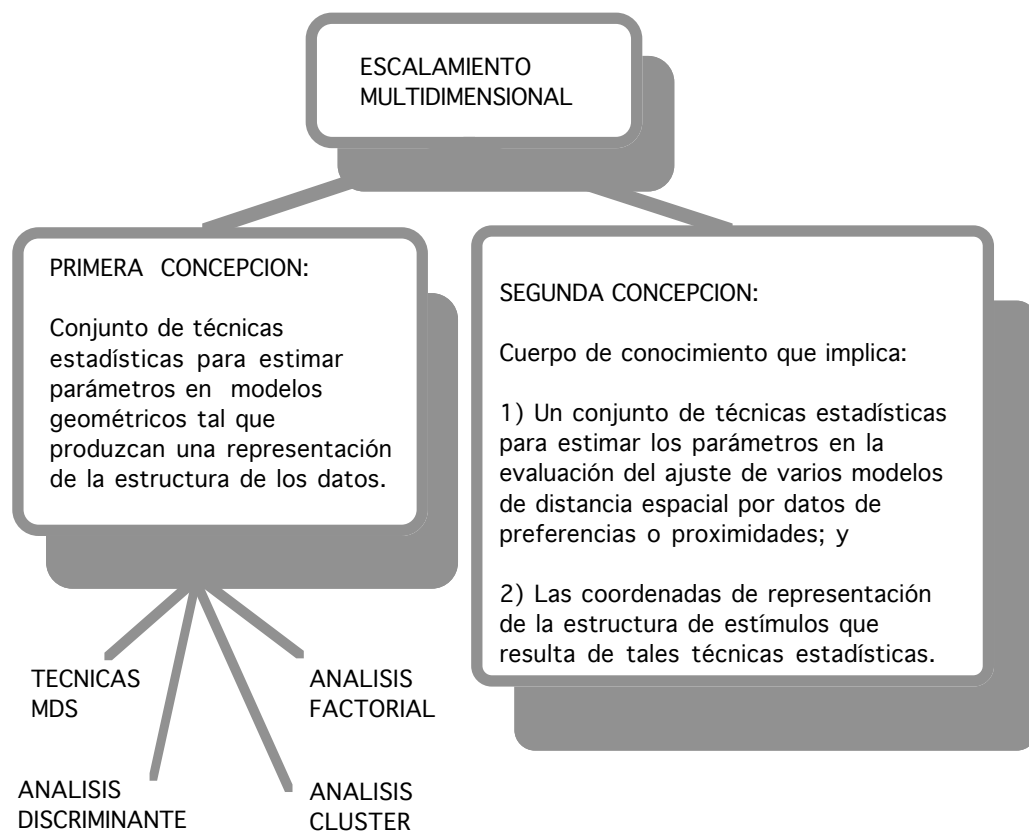 ESCALAMIENTO
MULTIDIMENSIONAL
PRIMERA CONCEPCION:
Conjunto de técnicas
estadísticas para estimar
parámetros en modelos
geométricos tal que
produzcan una representación
de la estructura de los datos.
SEGUNDA CONCEPCION:
Cuerpo de conocimiento que implica:
1) Un conjunto de técnicas estadísticas
para estimar los parámetros en la
evaluación del ajuste de varios modelos
de distancia espacial por datos de
preferencias o proximidades; y
2) Las coordenadas de representación
de la estructura de estímulos que
resulta de tales técnicas estadísticas.
TECNICAS
MDS
ANALISIS
FACTORIAL
ANALISIS
DISCRIMINANTE
ANALISIS
CLUSTER